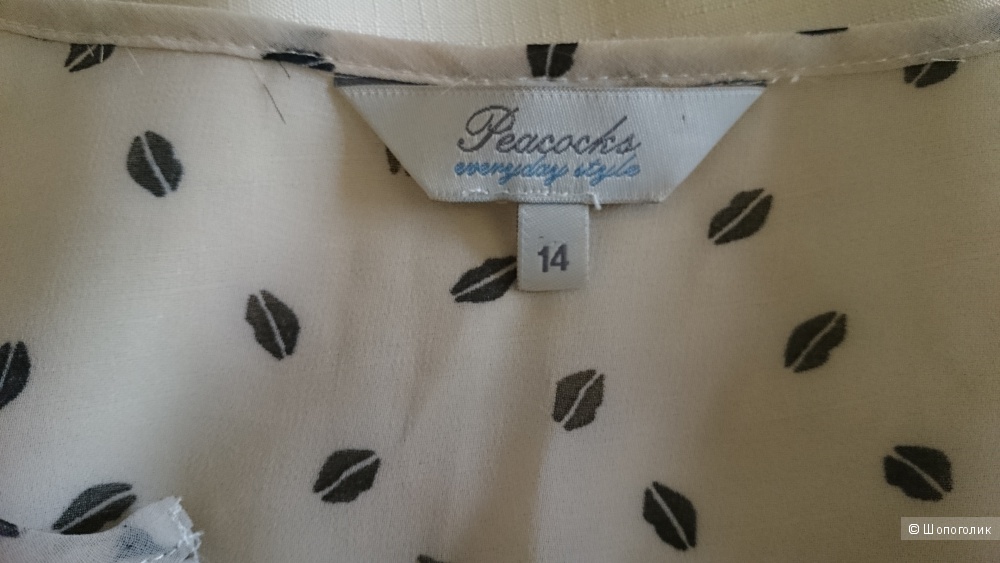 Peacocks
everyday style
14
© Шопоголик